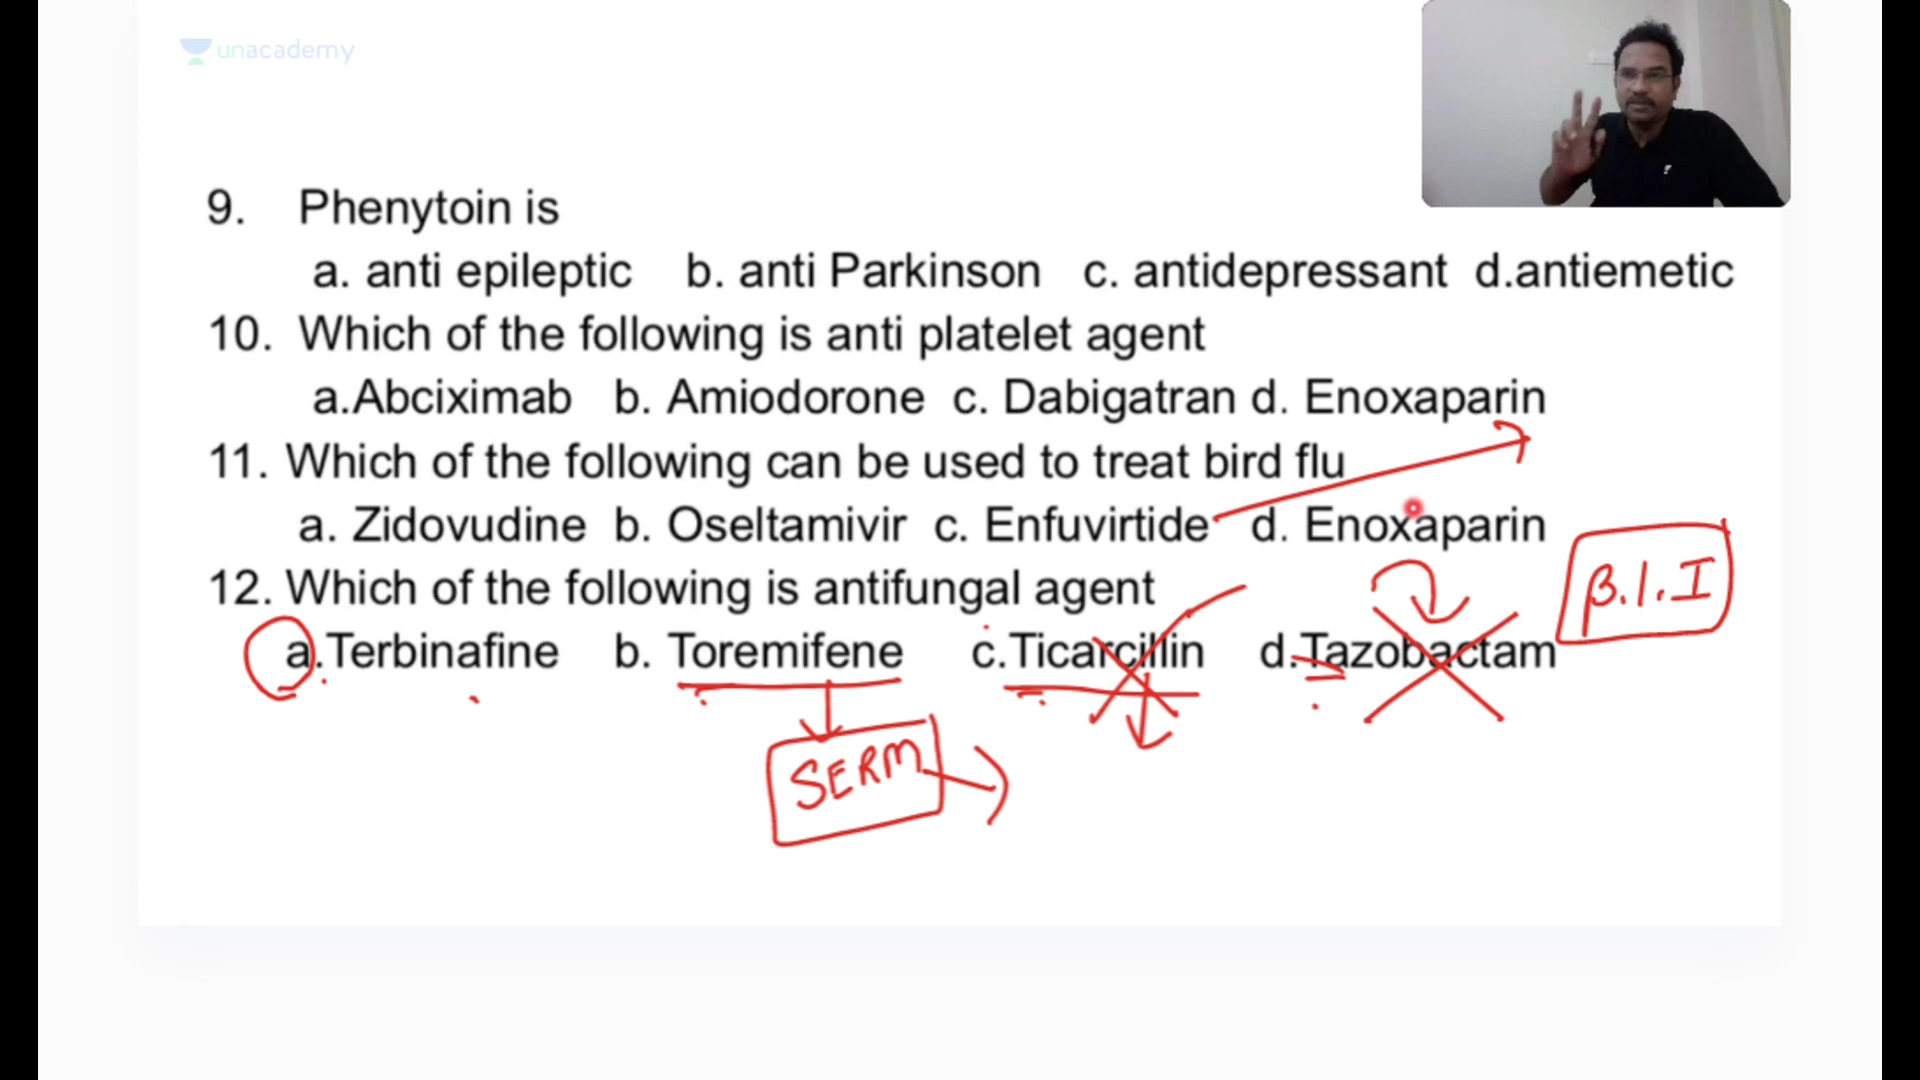 unacademy
9. Phenytoin is
a. anti epileptic b. anti Parkinson c. antidepressant d.antiemetic
10. Which of the following is anti platelet agent
a.Abciximab b. Amiodorone c. Dabigatran d. Enoxaparin
11. Which of the following can be used to treat bird flu
a. Zidovudine b. Oseltamivir c. Enfuvirtide d. Enoxaparin
β.l.I
12. Which of the following is antifungal agent
a.Terbinafine b. Toremifene c.Ticarcillin d.Tazobactam
SERM